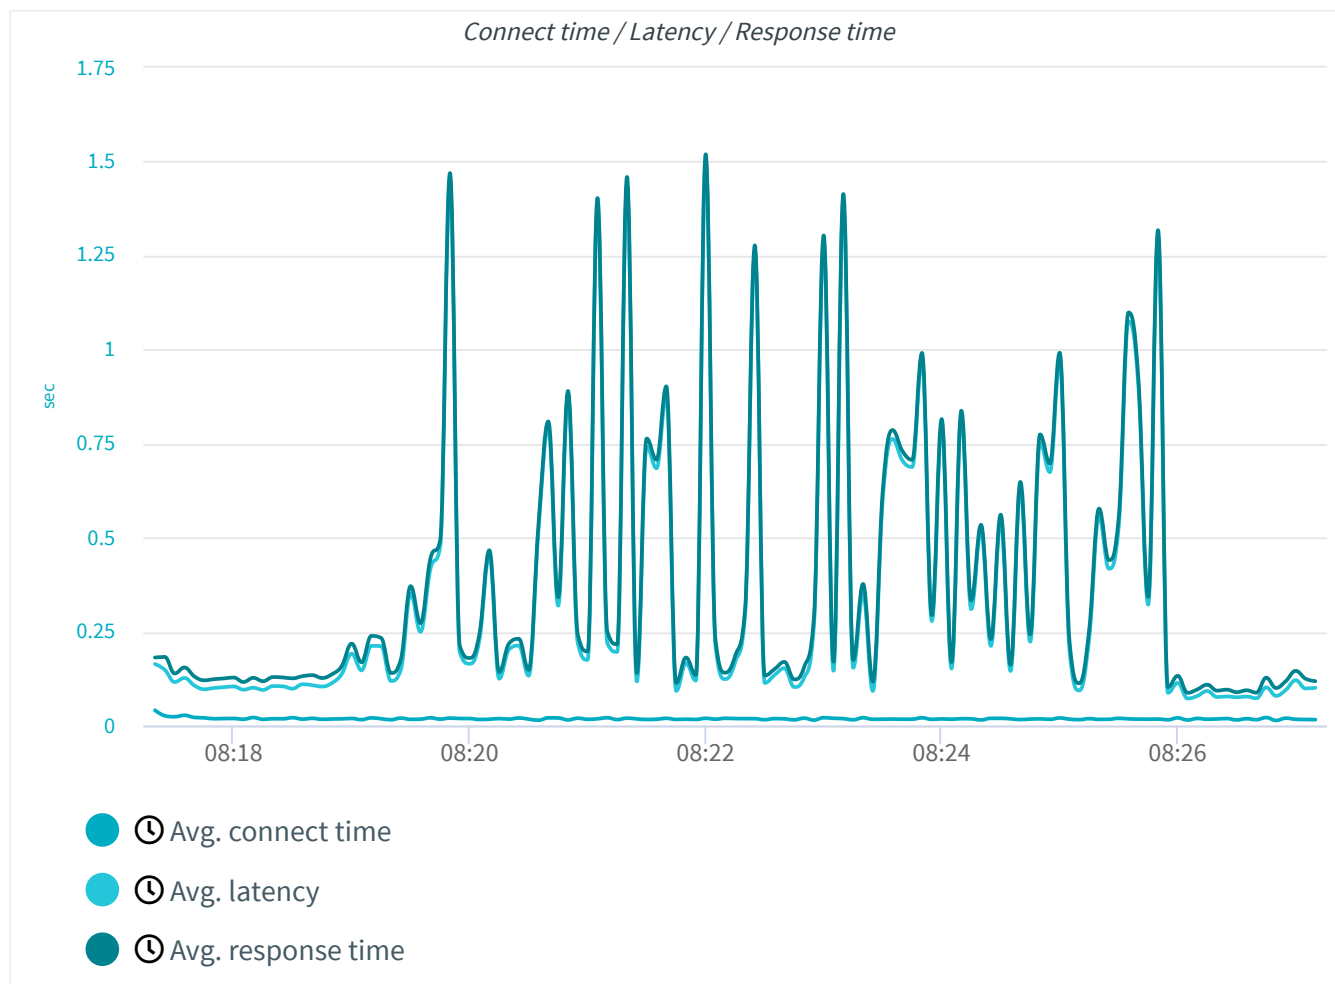 Connect time / Latency / Response time
1.75
1.5
1.25
1
0.75
0.5
0.25
0
sec
08:18 08:20 08:22 08:24 08:26
Avg. connect time
Avg. latency
Avg. response time